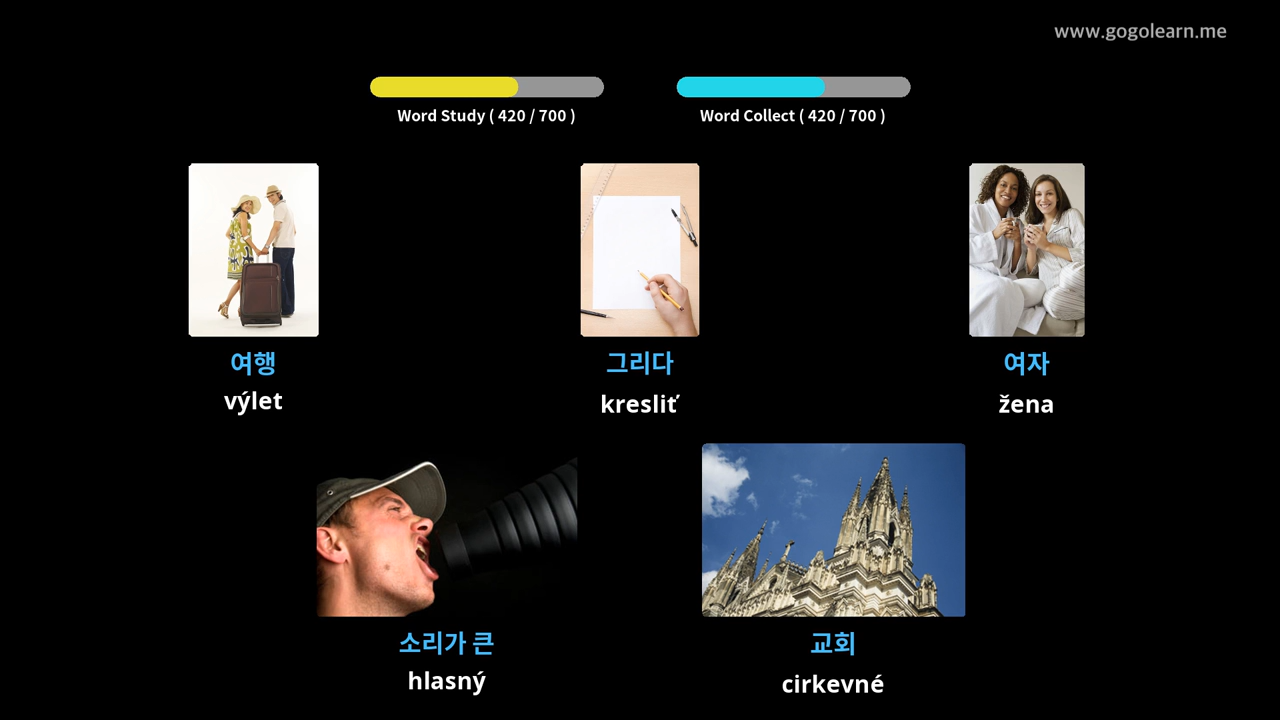 www.gogolearn.me
Word Study ( 420 / 700 )
Word Collect ( 420 / 700 )
여행
výlet
그리다
kresliť
여자
žena
소리가 큰
hlasný
교회
cirkevné